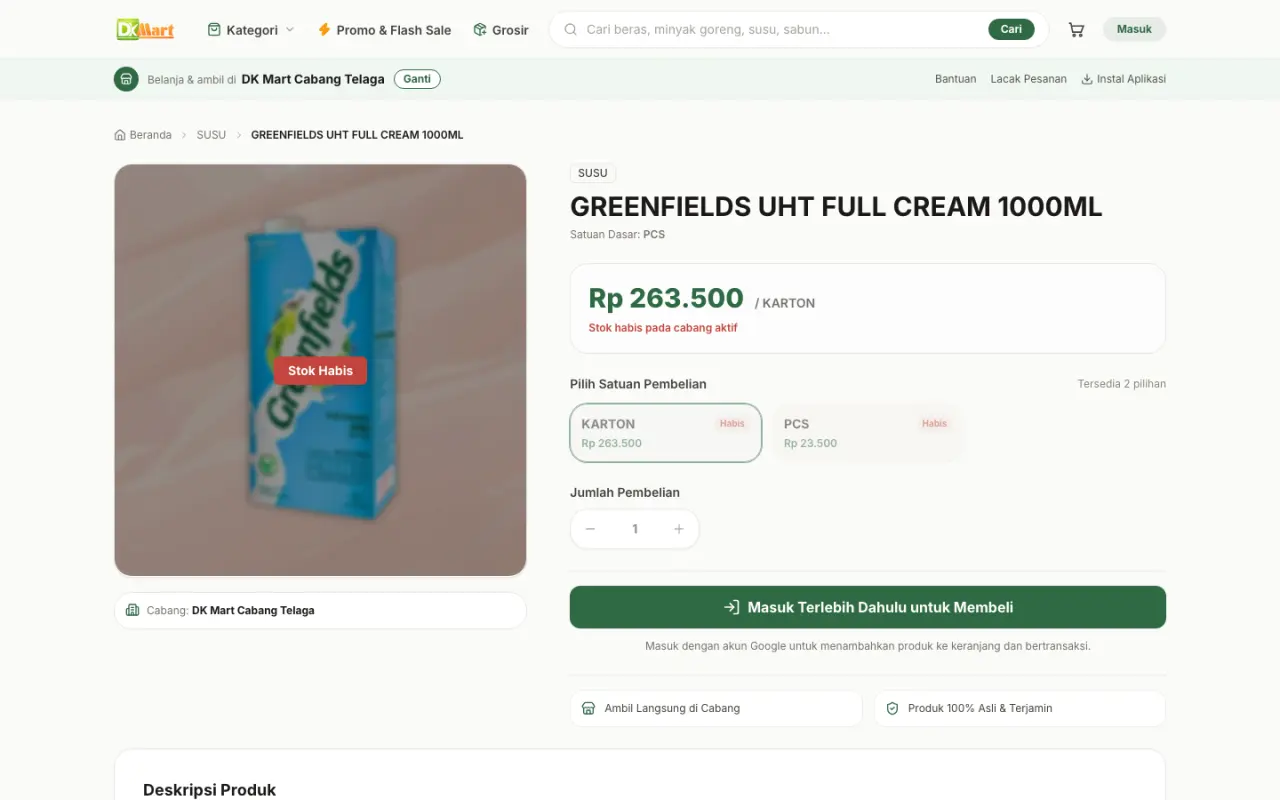 DK Mart
Kategori
Promo & Flash Sale
Grosir
Cari beras, minyak goreng, susu, sabun...
Cari
Masuk
Belanja & ambil di DK Mart Cabang Telaga
Ganti
Bantuan
Lacak Pesanan
Instal Aplikasi
Beranda
SUSU
GREENFIELDS UHT FULL CREAM 1000ML
Greenfields
Stok Habis
Cabang: DK Mart Cabang Telaga
SUSU
GREENFIELDS UHT FULL CREAM 1000ML
Satuan Dasar: PCS
Rp 263.500 / KARTON
Stok habis pada cabang aktif
Pilih Satuan Pembelian
Tersedia 2 pilihan
KARTON
Habis
Rp 263.500
PCS
Habis
Rp 23.500
Jumlah Pembelian
− 1 +
Masuk Terlebih Dahulu untuk Membeli
Masuk dengan akun Google untuk menambahkan produk ke keranjang dan bertransaksi.
Ambil Langsung di Cabang
Produk 100% Asli & Terjamin
Deskripsi Produk